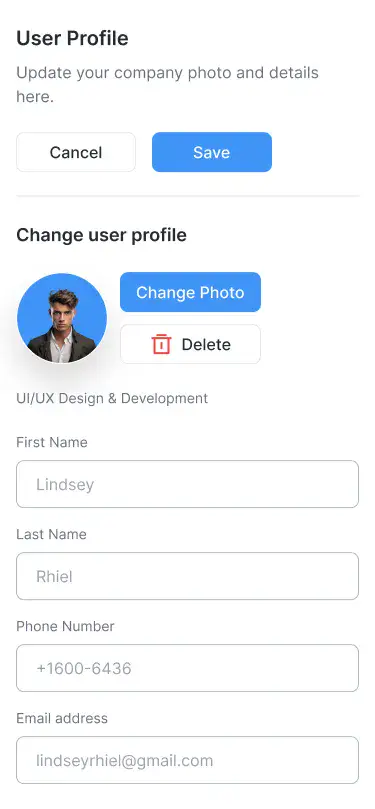 User Profile
Update your company photo and details
here.
Cancel
Save
Change user profile
Change Photo
Delete
UI/UX Design & Development
First Name
Lindsey
Last Name
Rhiel
Phone Number
+1600-6436
Email address
lindseyrhiel@gmail.com